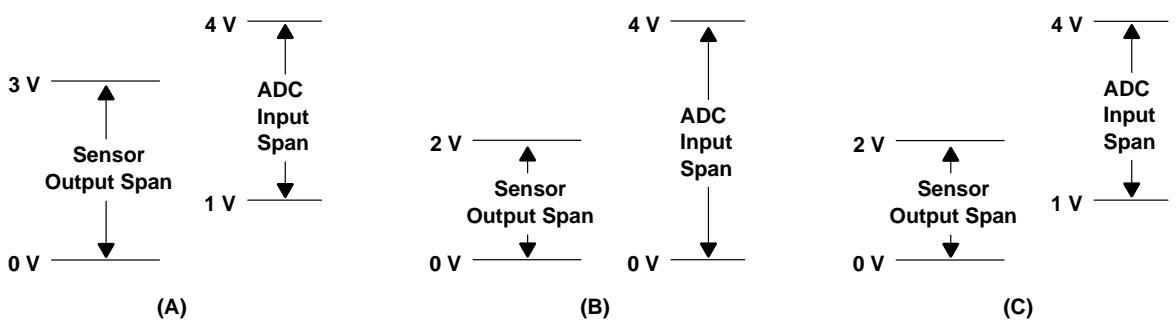 4 V
3 V
ADC
Input
Span
Sensor
Output Span
1 V
0 V
(A)
4 V
2 V
ADC
Input
Span
Sensor
Output Span
0 V
0 V
(B)
4 V
2 V
ADC
Input
Span
Sensor
Output Span
1 V
0 V
(C)